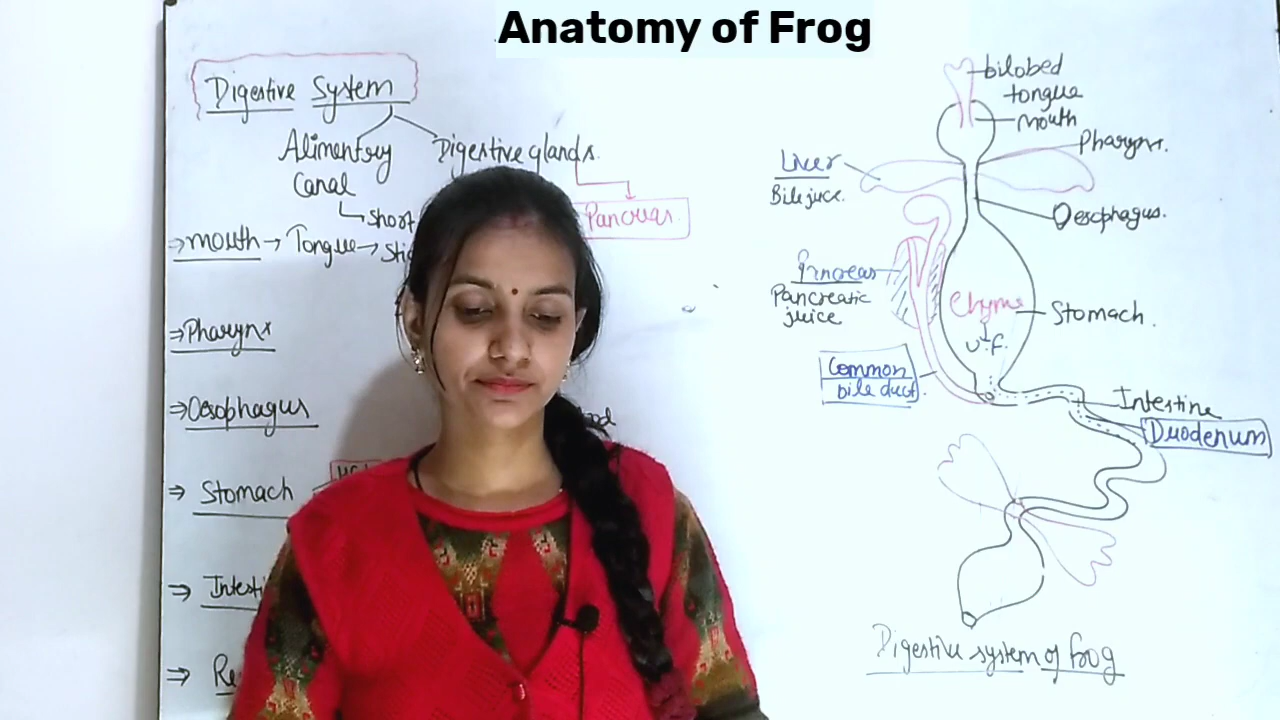 Anatomy of Frog
Digestive System
Alimentary Canal
Digestive glands.
short
Pancreas.
⇒ mouth → Tongue →
⇒ Pharynx
⇒ Oesophagus
⇒ Stomach
⇒
⇒
bilobed
tongue
mouth
Pharynx.
Liver
Bile juice.
Oesophagus.
Pancreas
Pancreatic
juice
Chyme
Stomach.
Common
bile duct.
Intestine
Duodenum
Digestive system of frog